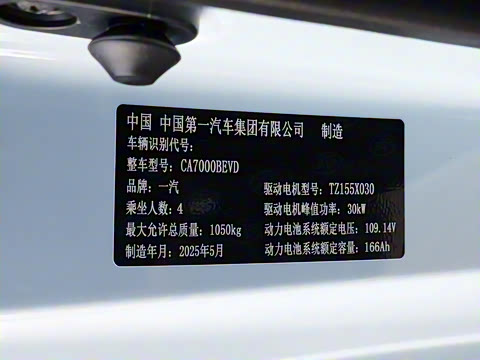 中国 中国第一汽车集团有限公司 制造
车辆识别代号：
整车型号：CA7000BEVD
品牌：一汽 驱动电机型号：TZ155X030
乘坐人数：4 驱动电机峰值功率：30kW
最大允许总质量：1050kg 动力电池系统额定电压：109.14V
制造年月：2025年5月 动力电池系统额定容量：166Ah